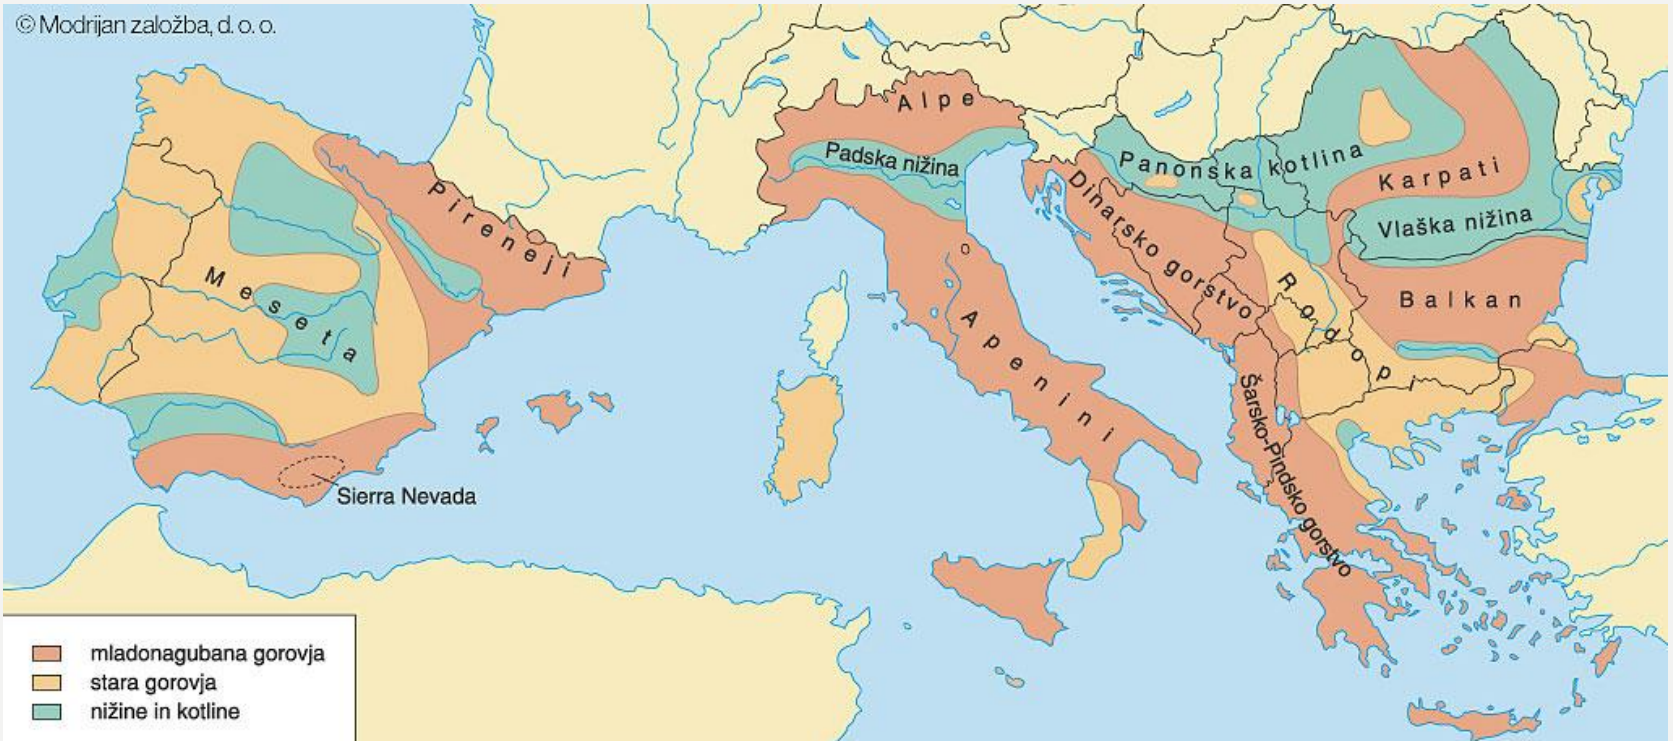 © Modrijan založba, d. o. o.
Alpe
Padska nižina
Panonska kotlina
Karpati
Vlaška nižina
Pireneji
Dinarsko gorstvo
Meseta
Rodopi
Balkan
Apenini
Šarsko-Pindsko gorstvo
Sierra Nevada
mladonagubana gorovja
stara gorovja
nižine in kotline